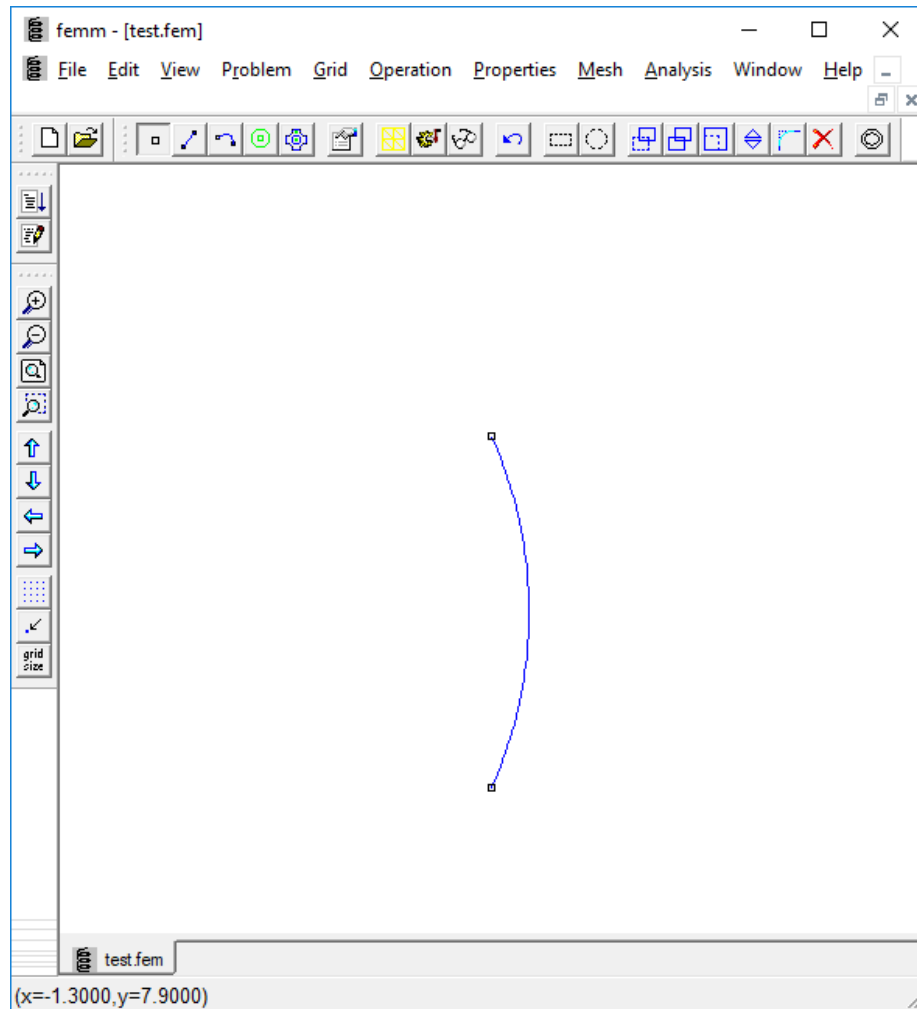 femm - [test.fem]
File Edit View Problem Grid Operation Properties Mesh Analysis Window Help
grid
size
test.fem
(x=-1.3000,y=7.9000)